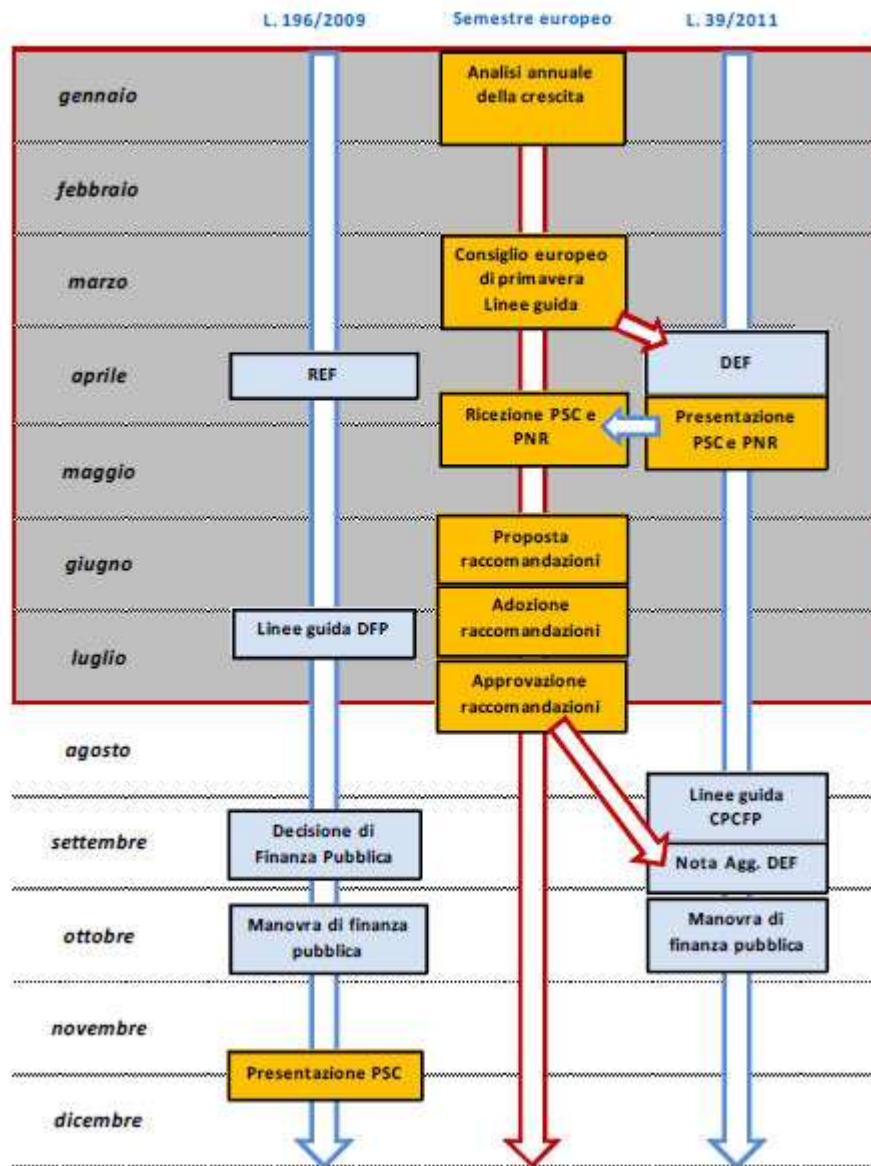 L. 196/2009
Semestre europeo
L. 39/2011
gennaio
Analisi annuale
della crescita
febbraio
marzo
Consiglio europeo
di primavera
Linee guida
aprile
REF
DEF
Ricezione PSC e
PNR
Presentazione
PSC e PNR
maggio
giugno
Proposta
raccomandazioni
Linee guida DFP
Adozione
raccomandazioni
luglio
Approvazione
raccomandazioni
agosto
Linee guida
CPCFP
settembre
Decisione di
Finanza Pubblica
Nota Agg. DEF
ottobre
Manovra di finanza
pubblica
Manovra di
finanza pubblica
novembre
Presentazione PSC
dicembre